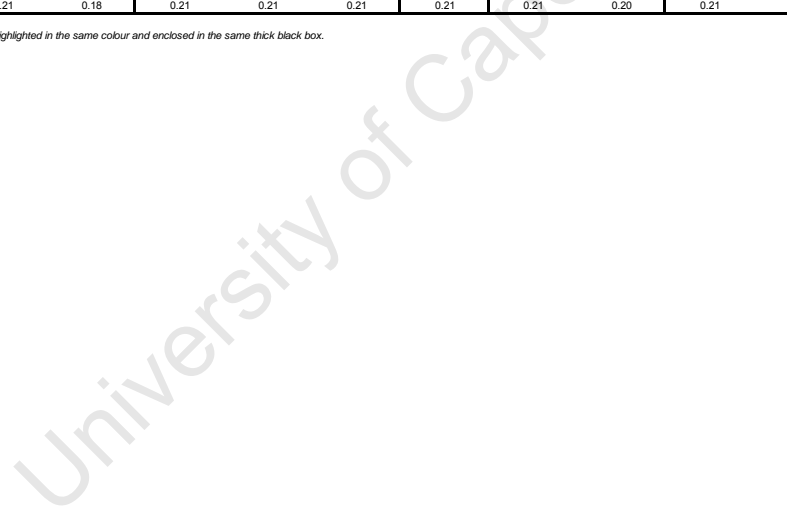 .21 0.18 0.21 0.21 0.21 0.21 0.21 0.20 0.21
ighlighted in the same colour and enclosed in the same thick black box.
University of Cape